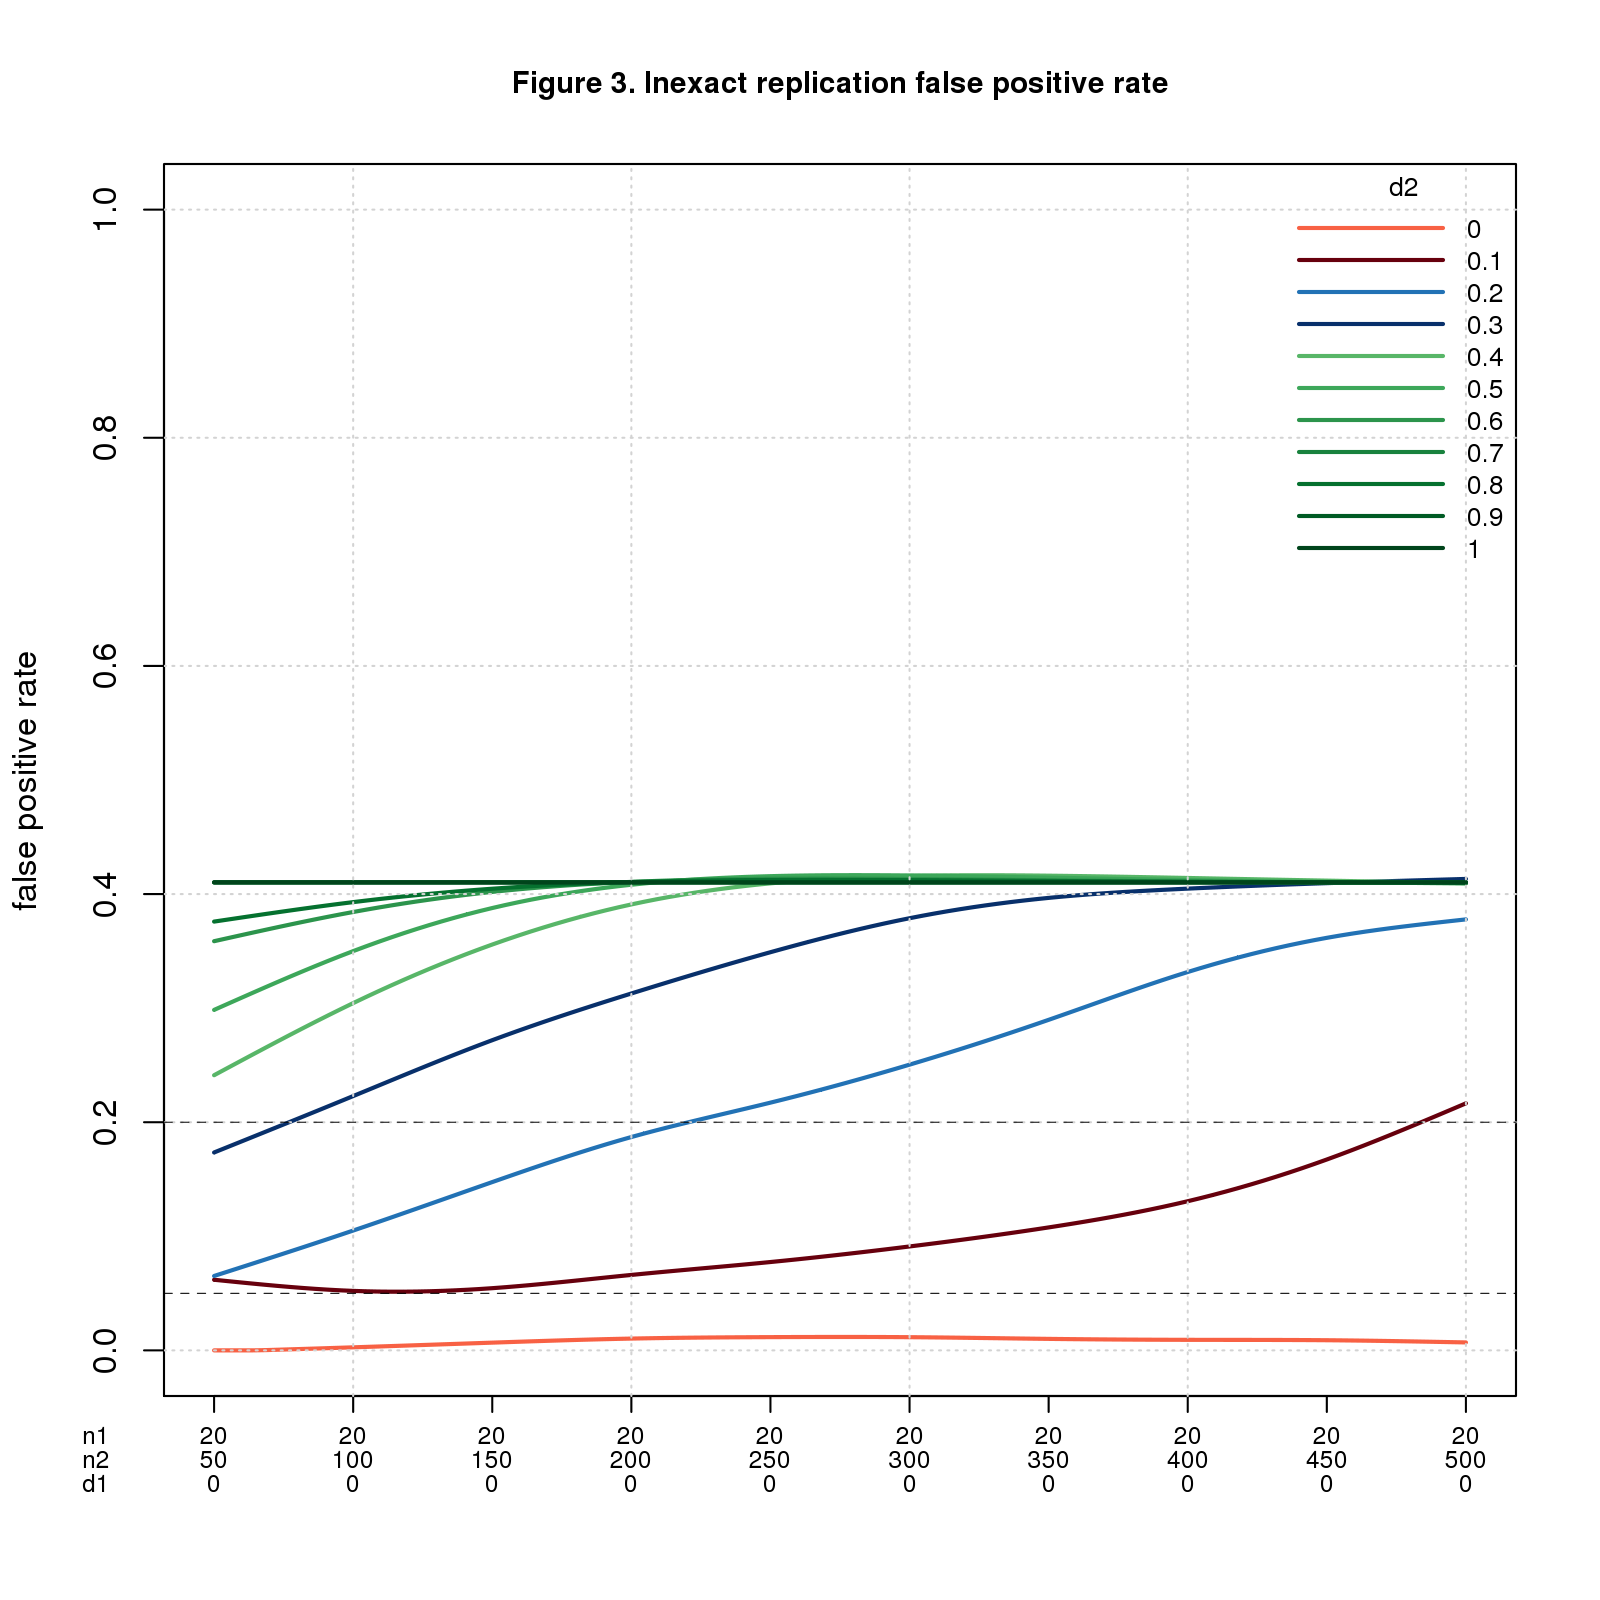 Figure 3. Inexact replication false positive rate
d2
0
0.1
0.2
0.3
0.4
0.5
0.6
0.7
0.8
0.9
1
false positive rate
1.0
0.8
0.6
0.4
0.2
0.0
n1 20 20 20 20 20 20 20 20 20 20
n2 50 100 150 200 250 300 350 400 450 500
d1 0 0 0 0 0 0 0 0 0 0